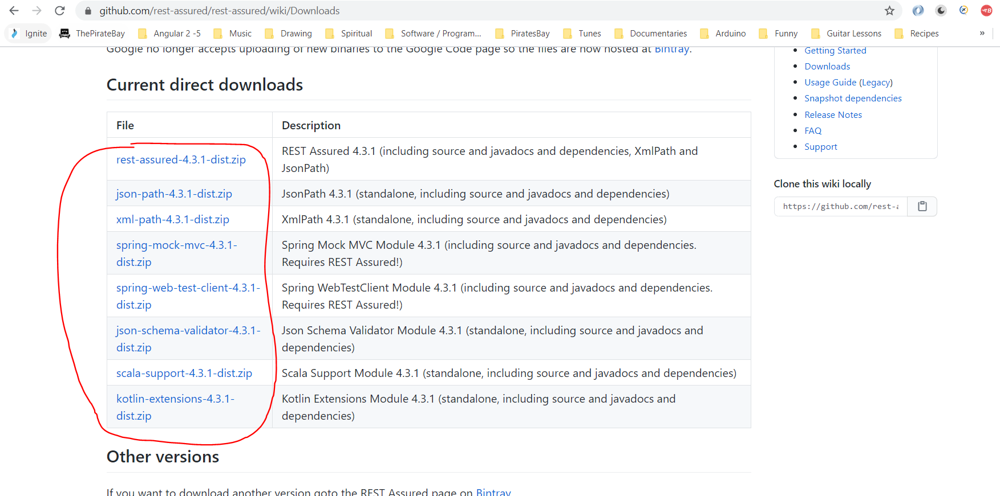 github.com/rest-assured/rest-assured/wiki/Downloads
Ignite ThePirateBay Angular 2 -5 Music Drawing Spiritual Software / Program... PiratesBay Tunes Documentaries Arduino Funny Guitar Lessons Recipes »
Google no longer accepts uploading of new binaries to the Google Code page so the files are now hosted at Bintray.
Current direct downloads
File Description
rest-assured-4.3.1-dist.zip
REST Assured 4.3.1 (including source and javadocs and dependencies, XmlPath and
JsonPath)
json-path-4.3.1-dist.zip JsonPath 4.3.1 (standalone, including source and javadocs and dependencies)
xml-path-4.3.1-dist.zip XmlPath 4.3.1 (standalone, including source and javadocs and dependencies)
spring-mock-mvc-4.3.1-
dist.zip
Spring Mock MVC Module 4.3.1 (including source and javadocs and dependencies.
Requires REST Assured!)
spring-web-test-client-4.3.1-
dist.zip
Spring WebTestClient Module 4.3.1 (including source and javadocs and dependencies.
Requires REST Assured!)
json-schema-validator-4.3.1-
dist.zip
Json Schema Validator Module 4.3.1 (standalone, including source and javadocs and
dependencies)
scala-support-4.3.1-dist.zip Scala Support Module 4.3.1 (standalone, including source and javadocs and dependencies)
kotlin-extensions-4.3.1-
dist.zip
Kotlin Extensions Module 4.3.1 (standalone, including source and javadocs and
dependencies)
Other versions
If you want to download another version goto the REST Assured page on Bintray
Getting Started
Downloads
Usage Guide (Legacy)
Snapshot dependencies
Release Notes
FAQ
Support
Clone this wiki locally
https://github.com/rest-a